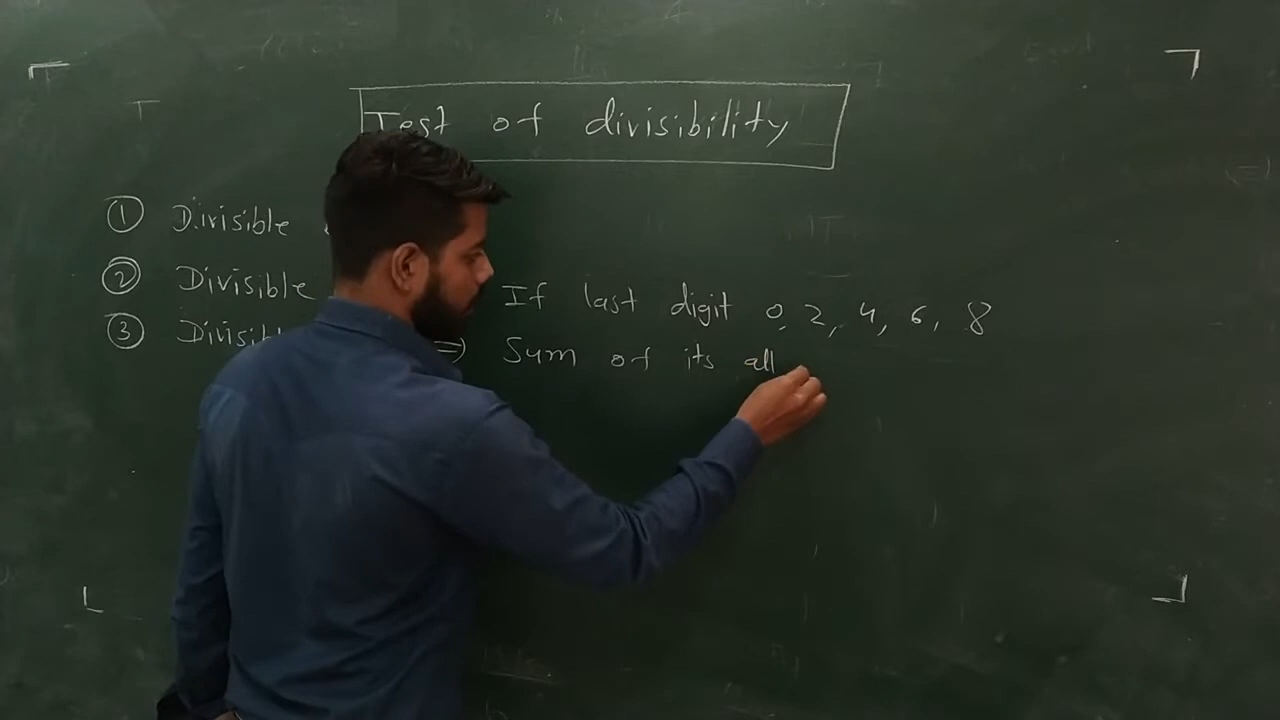 Test of divisibility
① Divisible
② Divisible If last digit 0, 2, 4, 6, 8
③ ⇒ Sum of its all